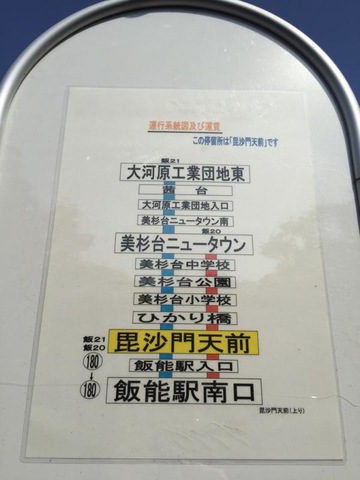 運行系統図及び運賃
この停留所は「毘沙門天前」です
飯21
大河原工業団地東
茜台
大河原工業団地入口
美杉台ニュータウン南
飯20
美杉台ニュータウン
美杉台中学校
美杉台公園
美杉台小学校
ひかり橋
飯21
飯20
毘沙門天前
180
飯能駅入口
↓
180
飯能駅南口
毘沙門天前(上り)